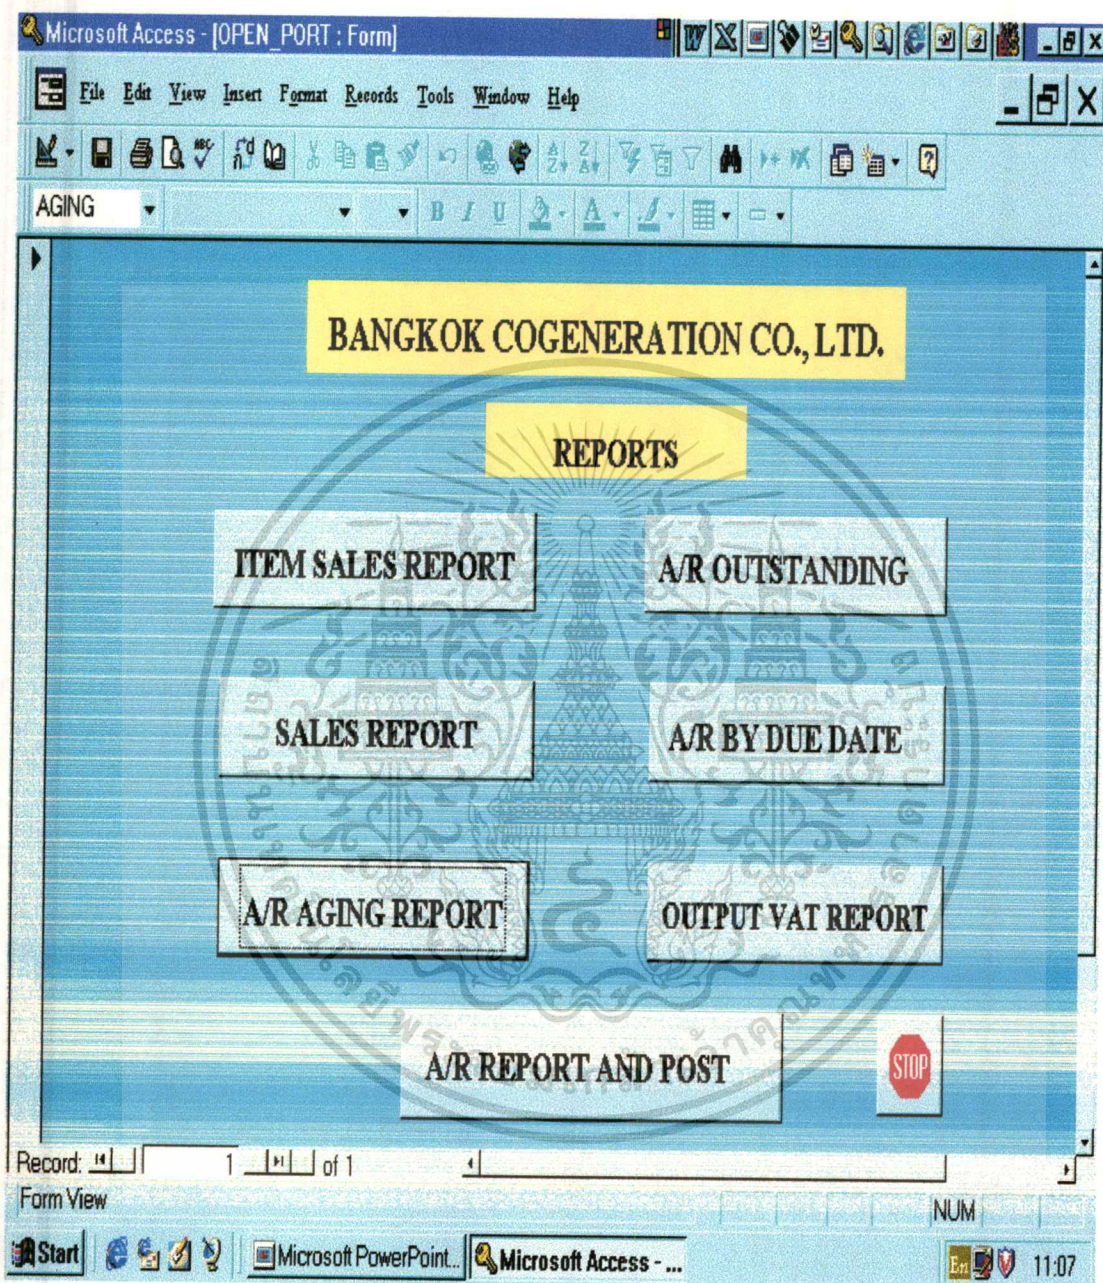 Microsoft Access - [OPEN_PORT : Form]
File Edit View Insert Format Records Tools Window Help
AGING
B I U
BANGKOK COGENERATION CO., LTD.
REPORTS
ITEM SALES REPORT
A/R OUTSTANDING
SALES REPORT
A/R BY DUE DATE
A/R AGING REPORT
OUTPUT VAT REPORT
A/R REPORT AND POST
STOP
Record: 1 of 1
Form View
NUM
Start
Microsoft PowerPoint...
Microsoft Access - ...
En
11:07